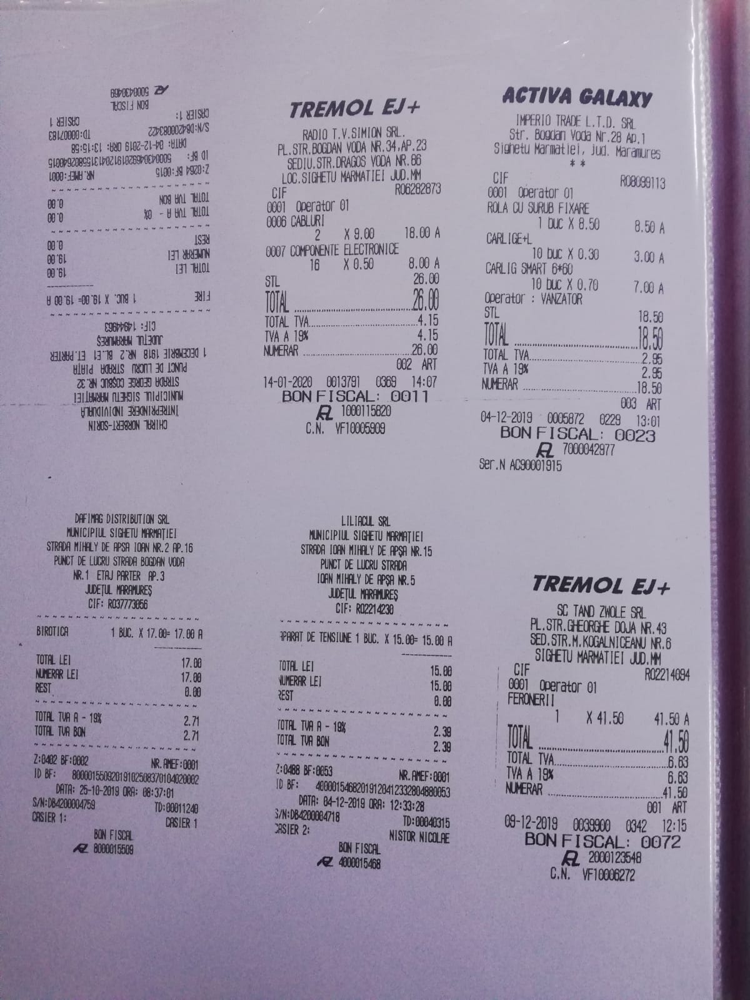 CHIRAL NORBERT-SORIN
ÎNTREPRINDERE INDIVIDUALĂ
MUNICIPIUL SIGHETU MARMAŢIEI
STRADA GEORGE COŞBUC NR.32
PUNCT DE LUCRU STRADA PIAŢA
1 DECEMBRIE 1918 NR.2 BL.E1 ET.PARTER
JUDEŢUL MARAMUREŞ
CIF: 14944963
FIRE 1 BUC. X 19.00= 19.00 A
TOTAL LEI 19.00
NUMERAR LEI 19.00
REST 0.00
TOTAL TVA A - 0% 0.00
TOTAL TVA BON 0.00
Z:0264 BF:0015 NR.AMEF:0001
ID BF: 50004304692019120413155802640015
DATA: 04-12-2019 ORA: 13:15:58
S/N:DB4200083422 TD:00007183
CASIER 1: CASIER 1
BON FISCAL
5000430469
TREMOL EJ+
RADIO T.V.SIMION SRL.
PL.STR.BOGDAN VODA NR.34,AP.23
SEDIU.STR.DRAGOS VODA NR.86
LOC.SIGHETU MARMATIEI JUD.MM
CIF RO6282873
0001 Operator 01
0006 CABLURI
2 X 9.00 18.00 A
0007 COMPONENTE ELECTRONICE
16 X 0.50 8.00 A
STL 26.00
TOTAL 26.00
TOTAL TVA 4.15
TVA A 19% 4.15
NUMERAR 26.00
002 ART
14-01-2020 0013791 0369 14:07
BON FISCAL: 0011
1000115820
C.N. VF10005909
ACTIVA GALAXY
IMPERIO TRADE L.T.D. SRL
Str. Bogdan Voda Nr.28 Ap.1
Sighetu Marmatiei, jud. Maramures
* *
CIF RO8099113
0001 Operator 01
ROLA CU SURUB FIXARE
1 buc X 8.50 8.50 A
CARLIGE+L
10 buc X 0.30 3.00 A
CARLIG SMART 6*60
10 buc X 0.70 7.00 A
Operator : VANZATOR
STL 18.50
TOTAL 18.50
TOTAL TVA 2.95
TVA A 19% 2.95
NUMERAR 18.50
003 ART
04-12-2019 0005872 0229 13:01
BON FISCAL: 0023
7000042977
Ser.N AC90001915
DAFIMAG DISTRIBUTION SRL
MUNICIPIUL SIGHETU MARMAŢIEI
STRADA MIHALY DE APSA IOAN NR.2 AP.16
PUNCT DE LUCRU STRADA BOGDAN VODA
NR.1 ETAJ PARTER AP.3
JUDEŢUL MARAMUREŞ
CIF: RO37773056
BIROTICA 1 BUC. X 17.00= 17.00 A
TOTAL LEI 17.00
NUMERAR LEI 17.00
REST 0.00
TOTAL TVA A - 19% 2.71
TOTAL TVA BON 2.71
Z:0402 BF:0002 NR.AMEF:0001
ID BF: 80000155092019102508370104020002
DATA: 25-10-2019 ORA: 08:37:01
S/N:DB4200004759 TD:00011240
CASIER 1: CASIER 1
BON FISCAL
8000015509
LILIACUL SRL
MUNICIPIUL SIGHETU MARMAŢIEI
STRADA IOAN MIHALY DE APŞA NR.15
PUNCT DE LUCRU STRADA
IOAN MIHALY DE APŞA NR.5
JUDEŢUL MARAMUREŞ
CIF: RO2214230
APARAT DE TENSIUNE 1 BUC. X 15.00= 15.00 A
TOTAL LEI 15.00
NUMERAR LEI 15.00
REST 0.00
TOTAL TVA A - 19% 2.39
TOTAL TVA BON 2.39
Z:0488 BF:0053 NR.AMEF:0001
ID BF: 40000154682019120412332804880053
DATA: 04-12-2019 ORA: 12:33:28
S/N:DB4200004718 TD:00040315
CASIER 2: NISTOR NICOLAE
BON FISCAL
4000015468
TREMOL EJ+
SC TAND ZWOLE SRL
PL.STR.GHEORGHE DOJA NR.43
SED.STR.M.KOGALNICEANU NR.6
SIGHETU MARMATIEI JUD.MM
CIF RO2214094
0001 Operator 01
FERONERII
1 X 41.50 41.50 A
TOTAL 41.50
TOTAL TVA 6.63
TVA A 19% 6.63
NUMERAR 41.50
001 ART
09-12-2019 0039900 0342 12:15
BON FISCAL: 0072
2000123548
C.N. VF10006272